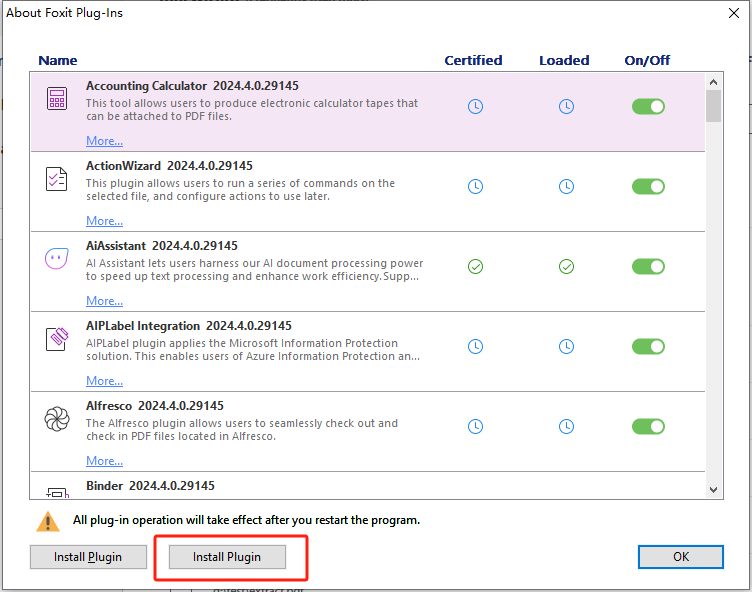 About Foxit Plug-Ins
Name Certified Loaded On/Off
Accounting Calculator 2024.4.0.29145
This tool allows users to produce electronic calculator tapes that
can be attached to PDF files.
More...
ActionWizard 2024.4.0.29145
This plugin allows users to run a series of commands on the
selected file, and configure actions to use later.
More...
AiAssistant 2024.4.0.29145
AI Assistant lets users harness our AI document processing power
to speed up text processing and enhance work efficiency.Supp...
More...
AIPLabel Integration 2024.4.0.29145
AIPLabel plugin applies the Microsoft Information Protection
solution. This enables users of Azure Information Protection an...
More...
Alfresco 2024.4.0.29145
The Alfresco plugin allows users to seamlessly check out and
check in PDF files located in Alfresco.
More...
Binder 2024.4.0.29145
All plug-in operation will take effect after you restart the program.
Install Plugin Install Plugin OK